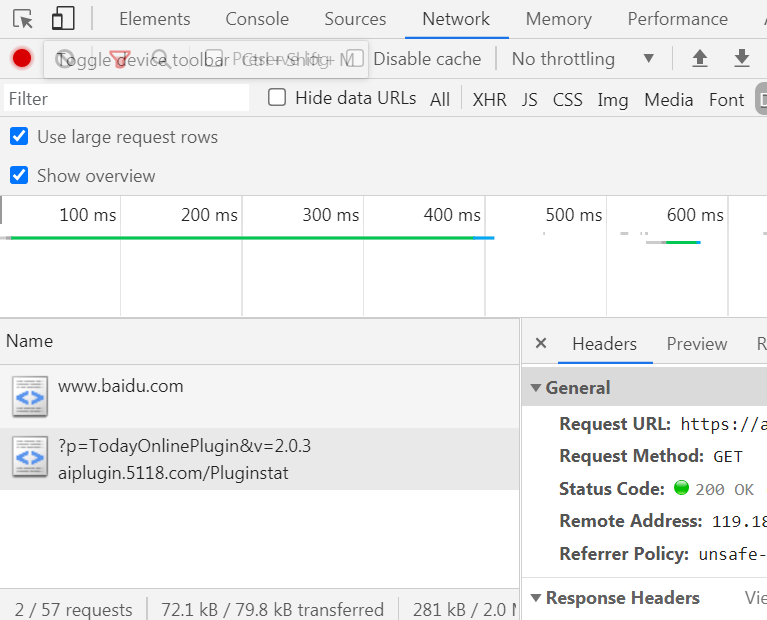 Elements Console Sources Network Memory Performance
Toggle device toolbar Ctrl + Shift + M Preserve log Disable cache No throttling
Filter Hide data URLs All XHR JS CSS Img Media Font
Use large request rows
Show overview
100 ms 200 ms 300 ms 400 ms 500 ms 600 ms
Name
www.baidu.com
?p=TodayOnlinePlugin&v=2.0.3
aiplugin.5118.com/Pluginstat
2 / 57 requests 72.1 kB / 79.8 kB transferred 281 kB / 2.0
× Headers Preview R
General
Request URL: https://a
Request Method: GET
Status Code: 200 OK
Remote Address: 119.18
Referrer Policy: unsafe-
Response Headers Vie